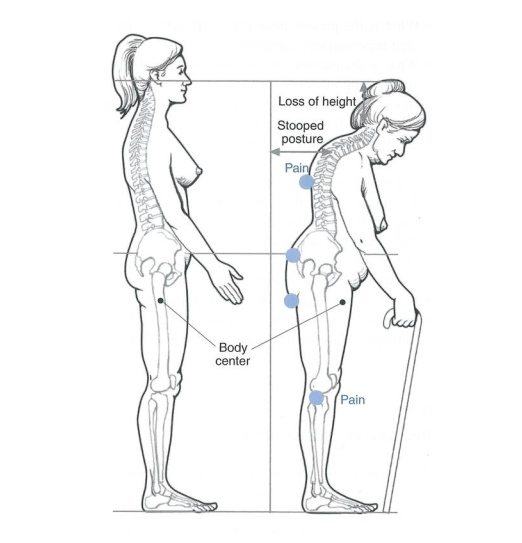 Loss of height
Stooped
posture
Pain
Body
center
Pain